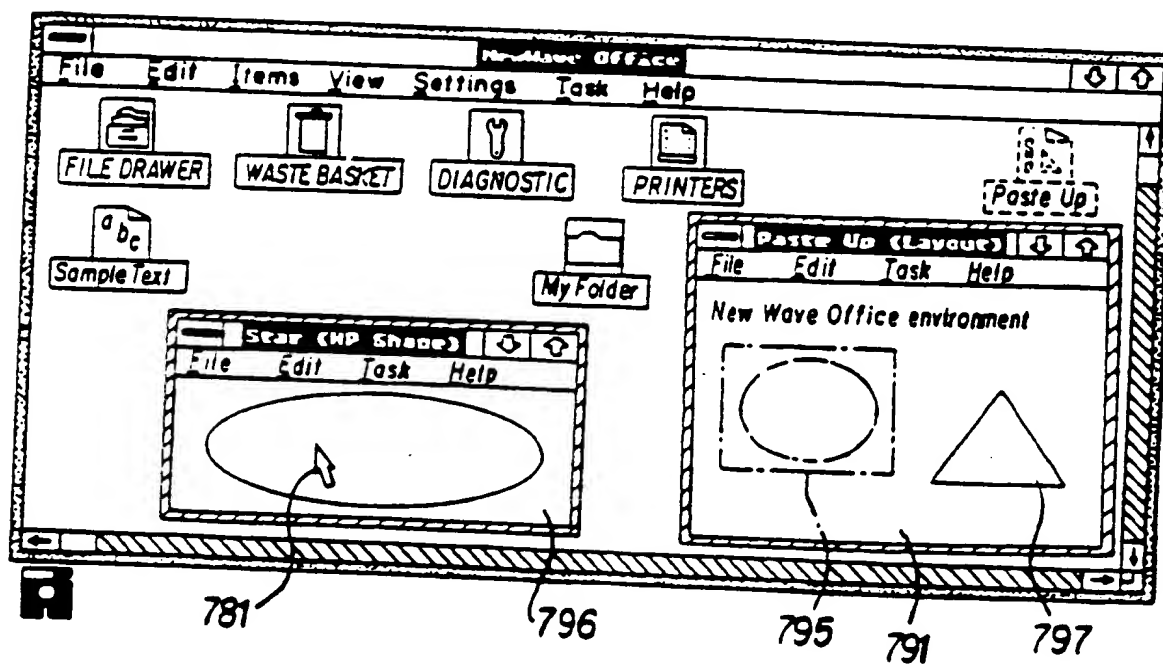 NewWave Office
File Edit Items View Settings Task Help
FILE DRAWER WASTE BASKET DIAGNOSTIC PRINTERS Paste Up
abc
Sample Text My Folder
Paste Up (Layout)
File Edit Task Help
New Wave Office environment
Star (HP Shape)
File Edit Task Help
781 796 795 791 797